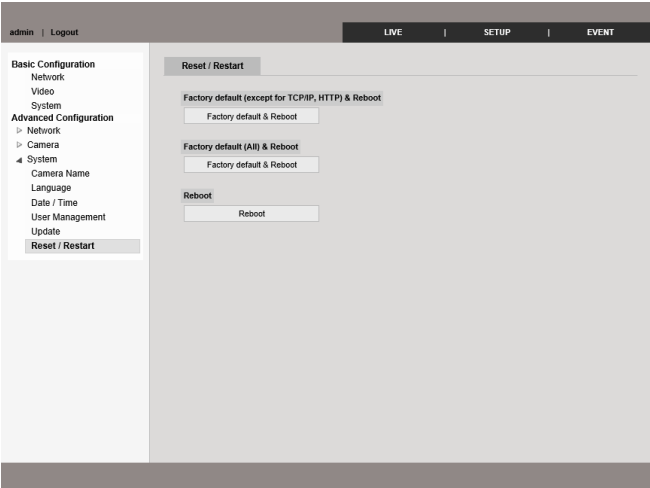 admin | Logout
LIVE | SETUP | EVENT
Basic Configuration
Network
Video
System
Advanced Configuration
Network
Camera
System
Camera Name
Language
Date / Time
User Management
Update
Reset / Restart
Reset / Restart
Factory default (except for TCP/IP, HTTP) & Reboot
Factory default & Reboot
Factory default (All) & Reboot
Factory default & Reboot
Reboot
Reboot